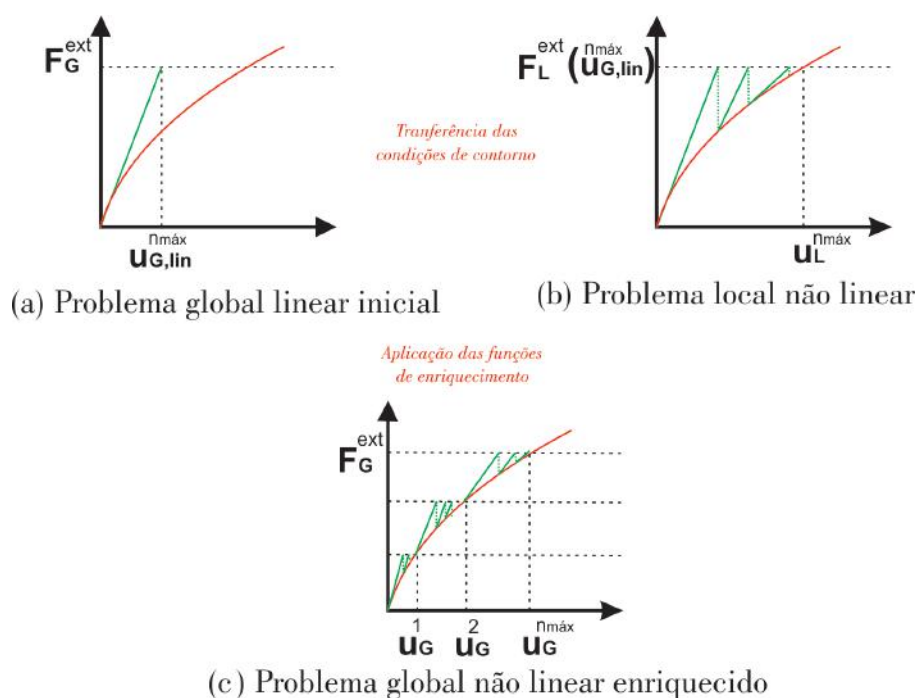 F_G^ext
u_G,lin^nmáx
(a) Problema global linear inicial
Tranferência das
condições de contorno
F_L^ext(u_G,lin^nmáx)
u_L^nmáx
(b) Problema local não linear
Aplicação das funções
de enriquecimento
F_G^ext
u_G^1 u_G^2 u_G^nmáx
(c) Problema global não linear enriquecido